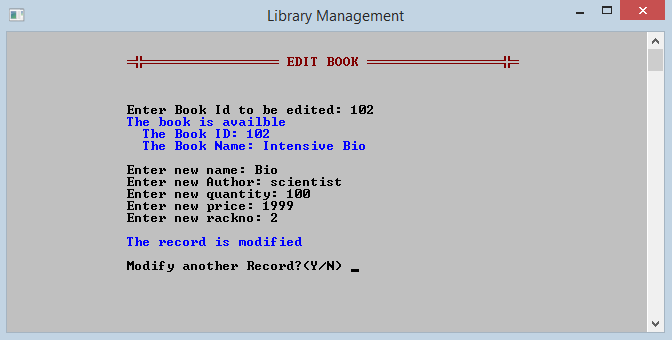 Library Management
EDIT BOOK
Enter Book Id to be edited: 102
The book is availble
The Book ID: 102
The Book Name: Intensive Bio
Enter new name: Bio
Enter new Author: scientist
Enter new quantity: 100
Enter new price: 1999
Enter new rackno: 2
The record is modified
Modify another Record?(Y/N) _